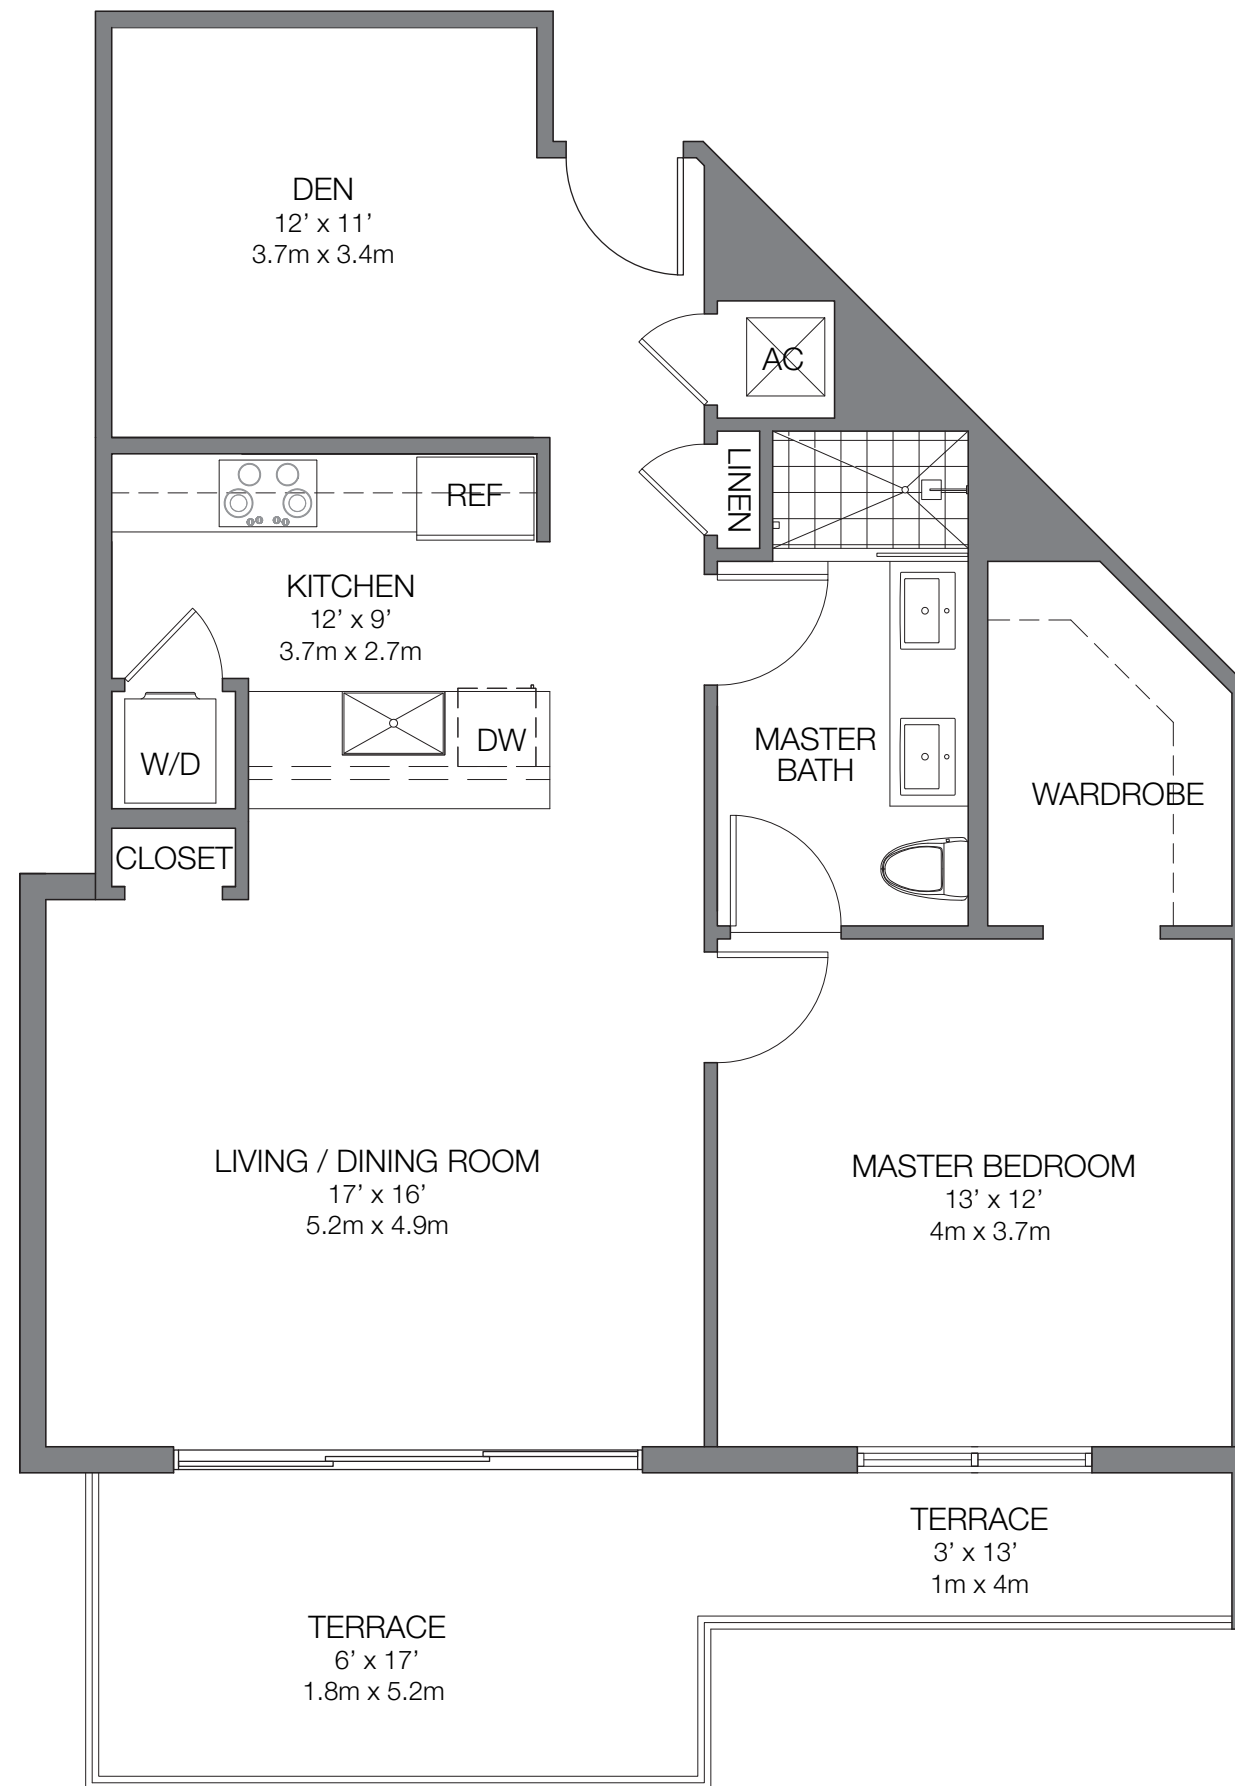 DEN
12’ x 11’
3.7m x 3.4m
AC
LINEN
REF
KITCHEN
12’ x 9’
3.7m x 2.7m
DW
W/D
MASTER
BATH
WARDROBE
CLOSET
LIVING / DINING ROOM
17’ x 16’
5.2m x 4.9m
MASTER BEDROOM
13’ x 12’
4m x 3.7m
TERRACE
3’ x 13’
1m x 4m
TERRACE
6’ x 17’
1.8m x 5.2m